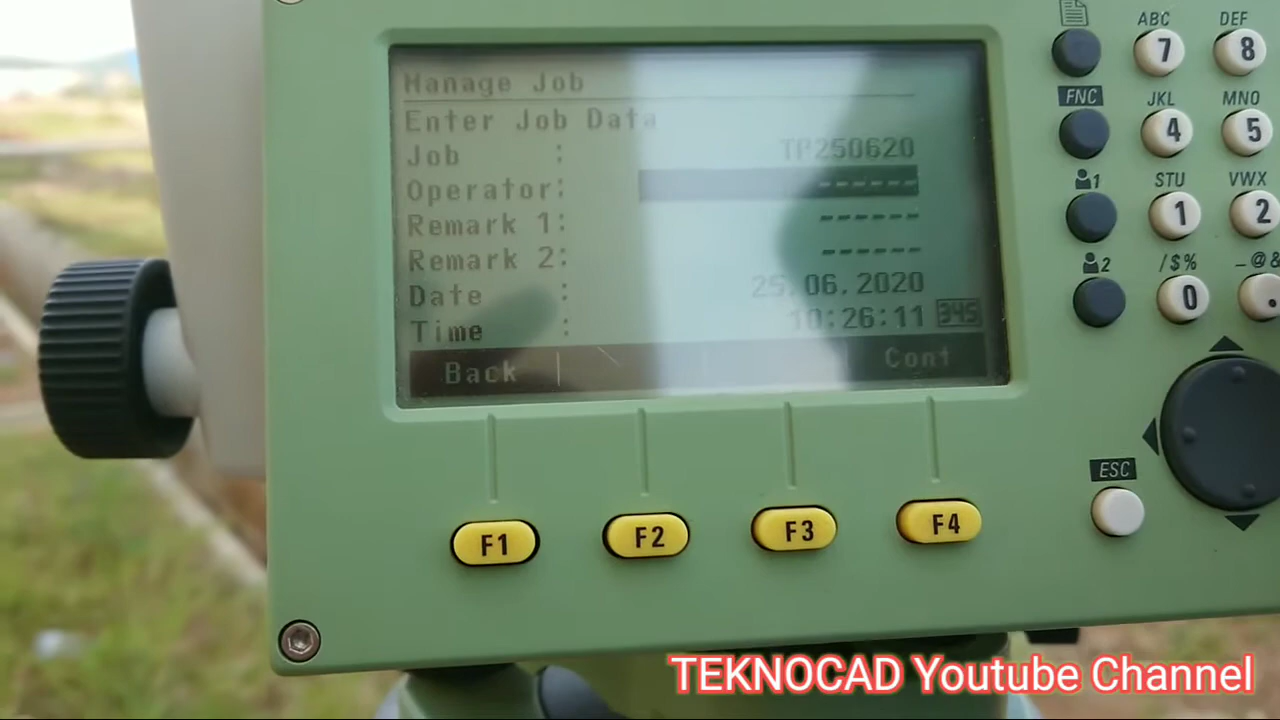 Manage Job
Enter Job Data
Job : TP250620
Operator: ------
Remark 1: ------
Remark 2: ------
Date : 25.06.2020
Time : 10:26:11 345
Back Cont
F1 F2 F3 F4
ABC DEF
7 8
FNC JKL MNO
4 5
1 STU VWX
1 2
2 /$% _@&
0 .
ESC
TEKNOCAD Youtube Channel